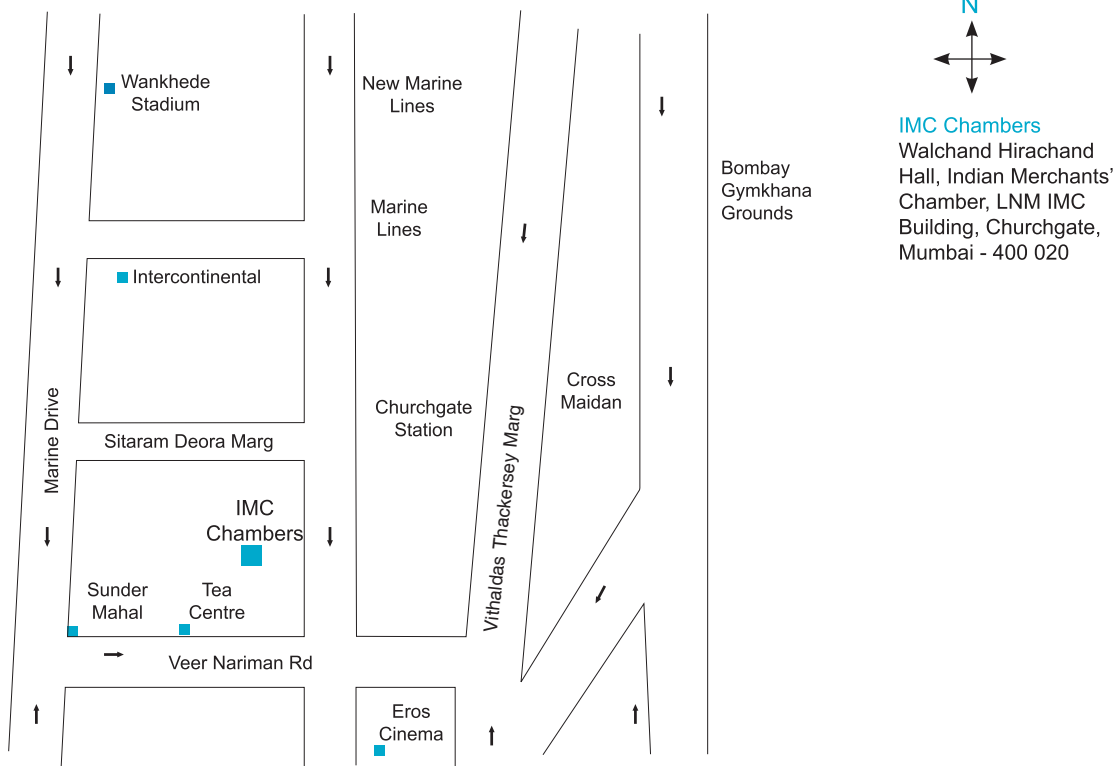 N
IMC Chambers
Walchand Hirachand
Hall, Indian Merchants'
Chamber, LNM IMC
Building, Churchgate,
Mumbai - 400 020
Wankhede
Stadium
New Marine
Lines
Marine
Lines
Bombay
Gymkhana
Grounds
Intercontinental
Marine Drive
Sitaram Deora Marg
Churchgate
Station
Vithaldas Thackersey Marg
Cross
Maidan
IMC
Chambers
Sunder
Mahal
Tea
Centre
Veer Nariman Rd
Eros
Cinema